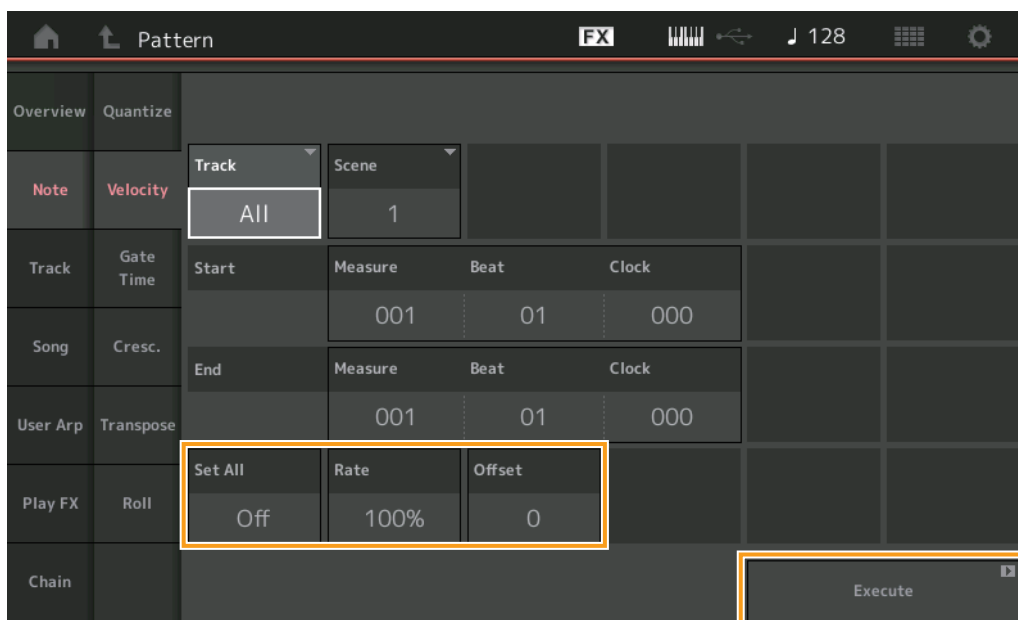 Pattern FX 128
Overview Quantize
Track Scene
Note Velocity
All 1
Track Gate Time Start Measure Beat Clock
001 01 000
Song Cresc. End Measure Beat Clock
User Arp Transpose 001 01 000
Set All Rate Offset
Play FX Roll Off 100% 0
Chain Execute